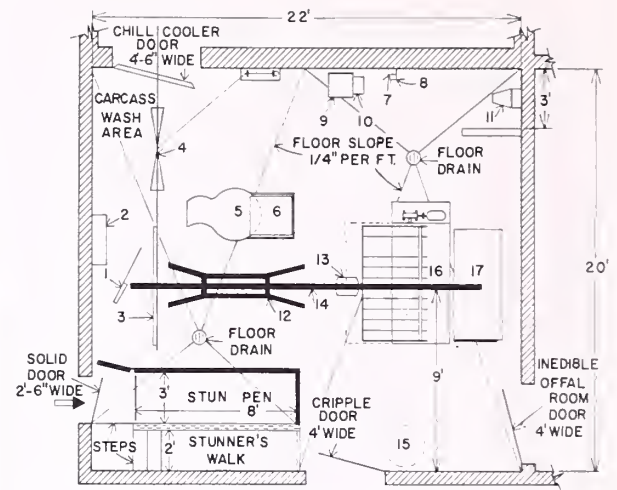 22'
CHILL COOLER
DOOR
4'-6" WIDE
CARCASS
WASH
AREA
4
2
1
3
5
6
9
10
7
8
11
3'
FLOOR SLOPE
1/4" PER FT.
FLOOR
DRAIN
13
14
12
16
17
20'
FLOOR
DRAIN
SOLID
DOOR
2'-6" WIDE
3'
STUN PEN
8'
STEPS
2'
STUNNER'S
WALK
CRIPPLE
DOOR
4' WIDE
15
9'
INEDIBLE
OFFAL
ROOM
DOOR
4' WIDE